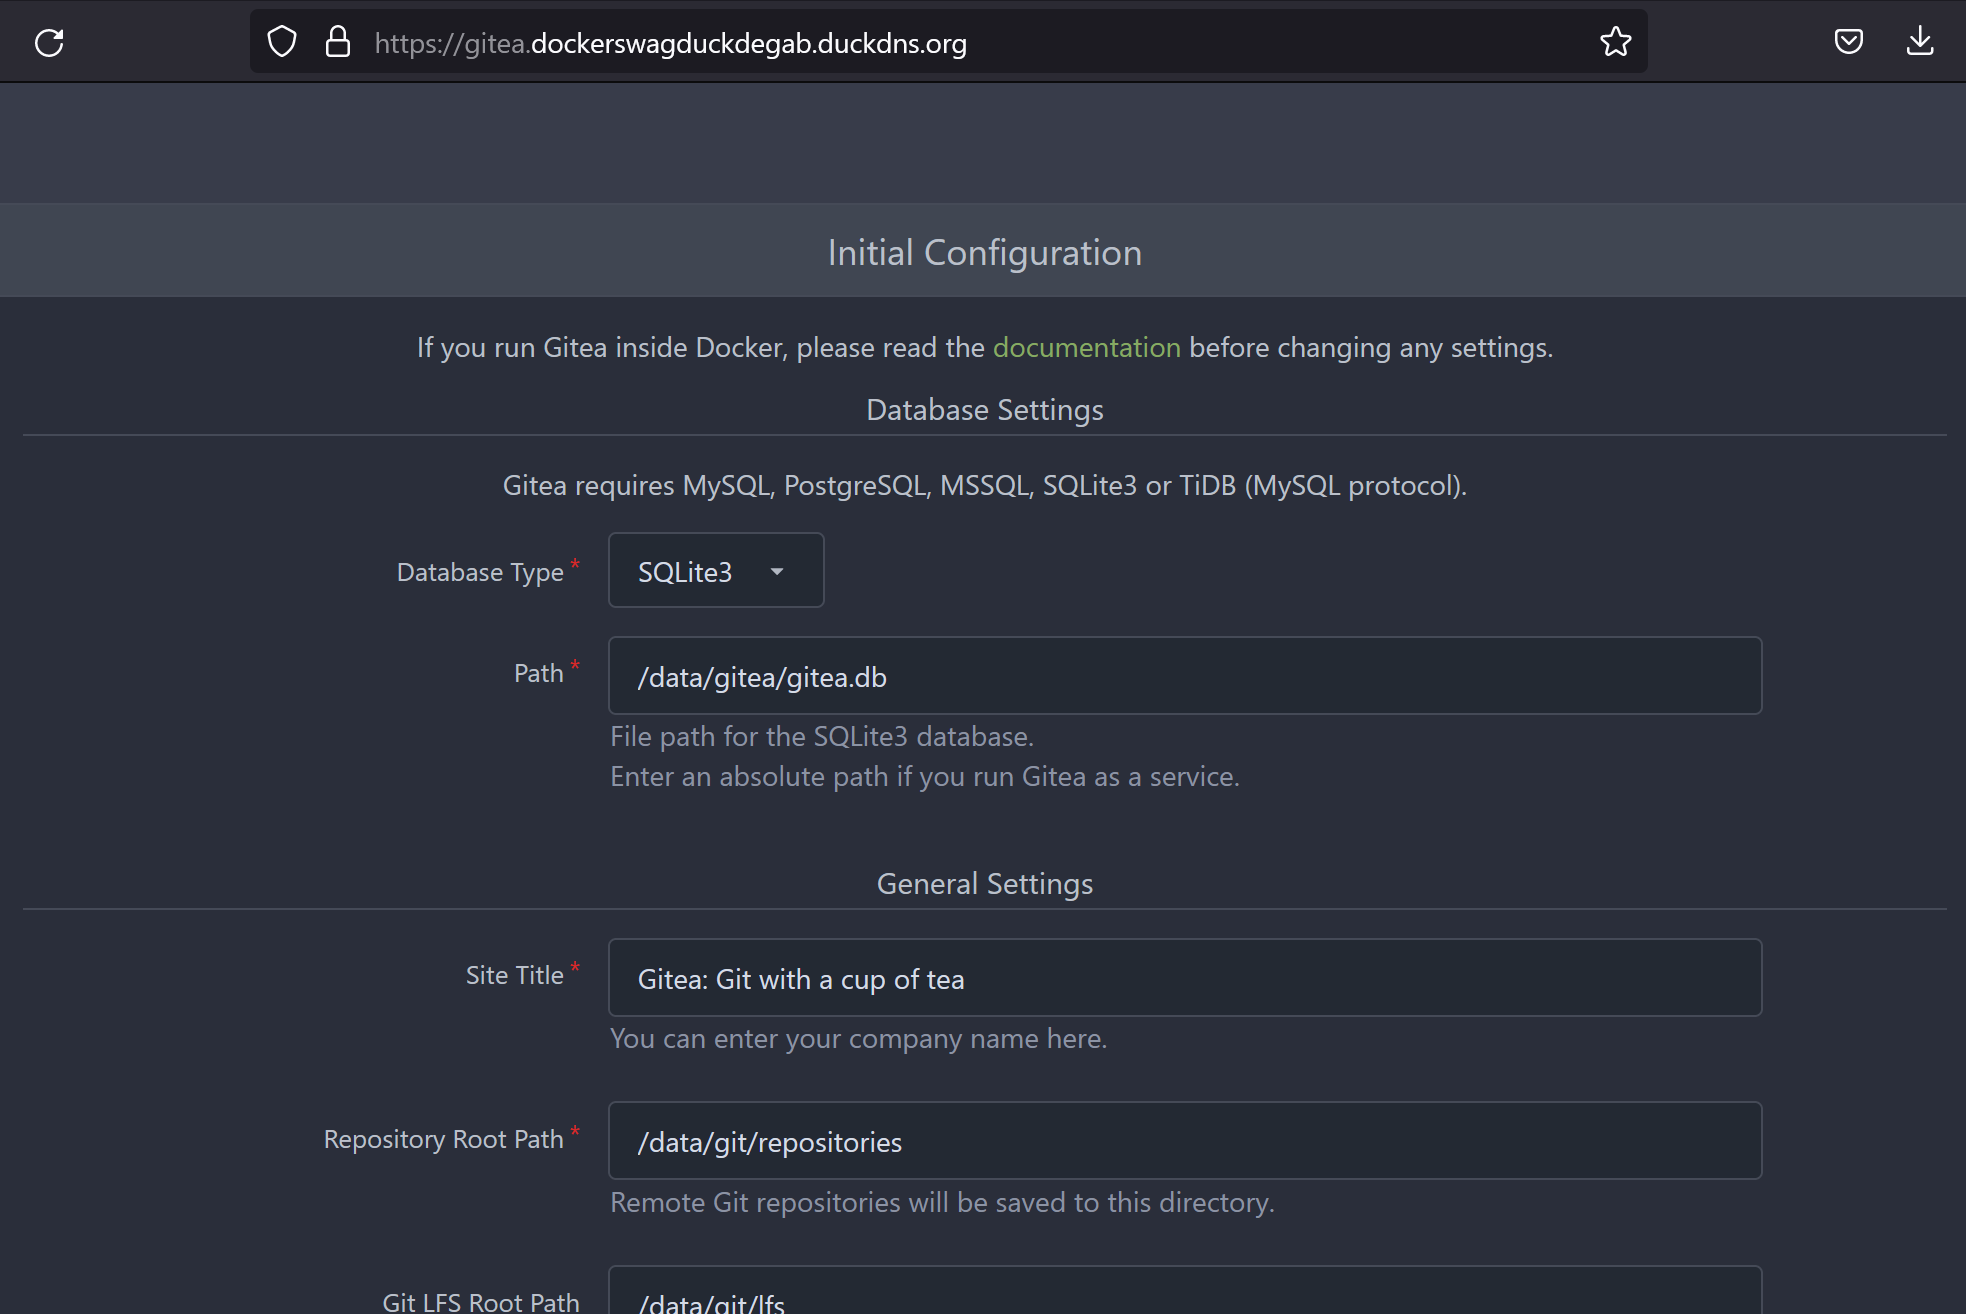 https://gitea.dockerswagduckdegab.duckdns.org
Initial Configuration
If you run Gitea inside Docker, please read the documentation before changing any settings.
Database Settings
Gitea requires MySQL, PostgreSQL, MSSQL, SQLite3 or TiDB (MySQL protocol).
Database Type * SQLite3
Path * /data/gitea/gitea.db
File path for the SQLite3 database.
Enter an absolute path if you run Gitea as a service.
General Settings
Site Title * Gitea: Git with a cup of tea
You can enter your company name here.
Repository Root Path * /data/git/repositories
Remote Git repositories will be saved to this directory.
Git LFS Root Path /data/git/lfs